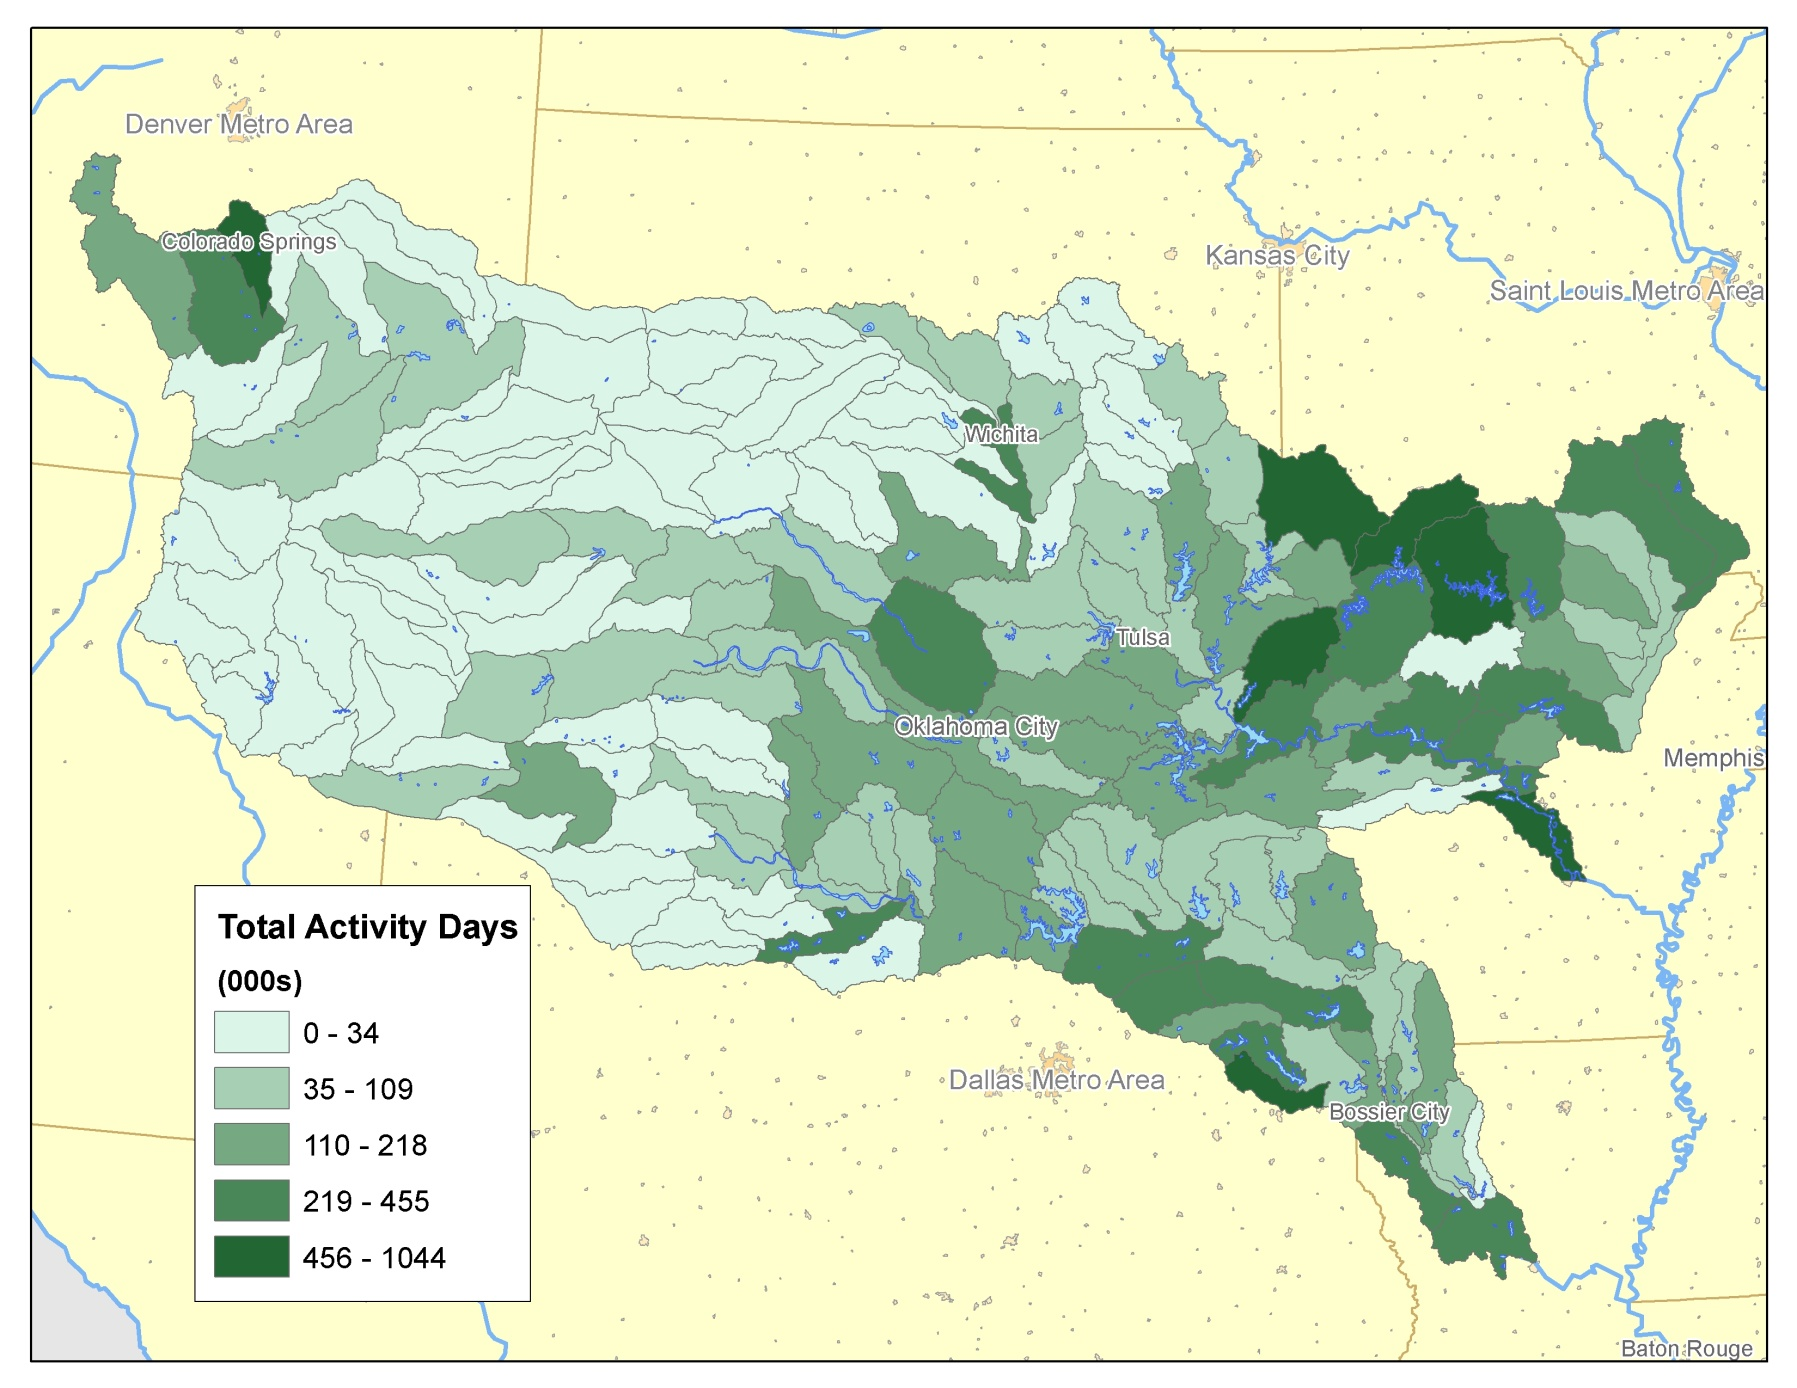 Denver Metro Area
Colorado Springs
Kansas City
Saint Louis Metro Area
Wichita
Tulsa
Oklahoma City
Memphis
Total Activity Days
(000s)
0 - 34
35 - 109
110 - 218
219 - 455
456 - 1044
Dallas Metro Area
Bossier City
Baton Rouge